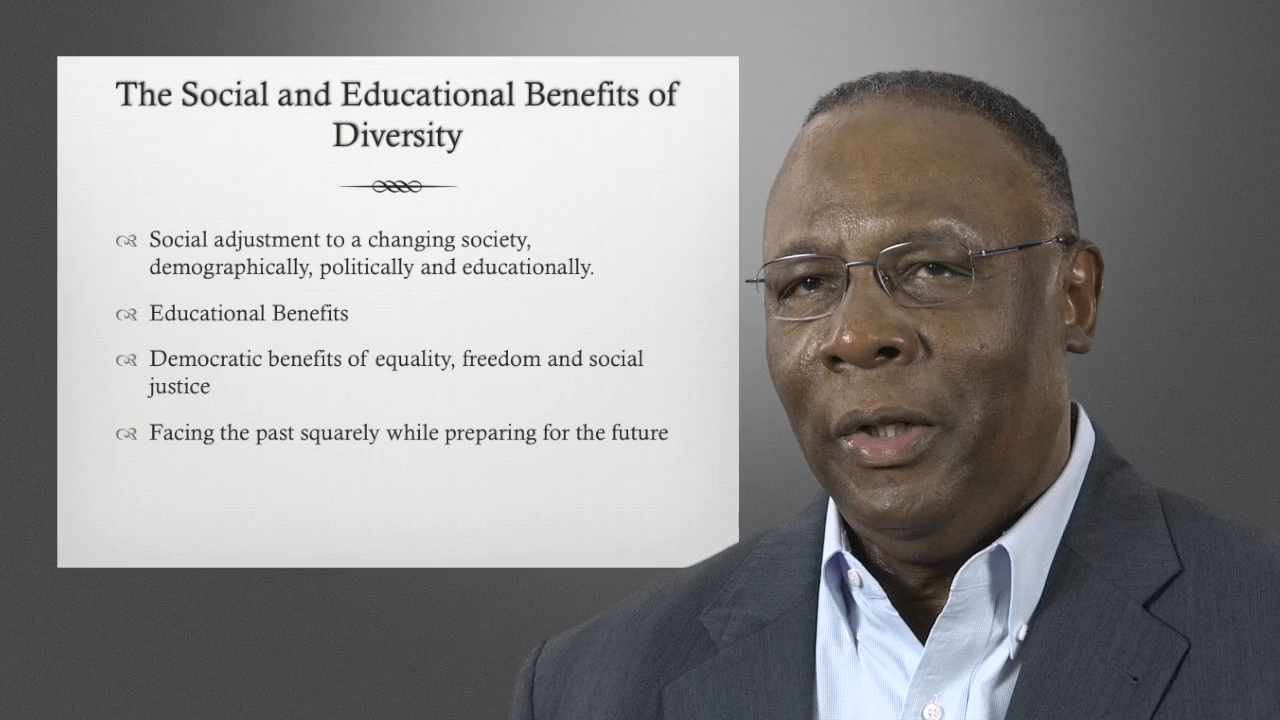 The Social and Educational Benefits of
Diversity
Social adjustment to a changing society,
demographically, politically and educationally.
Educational Benefits
Democratic benefits of equality, freedom and social
justice
Facing the past squarely while preparing for the future